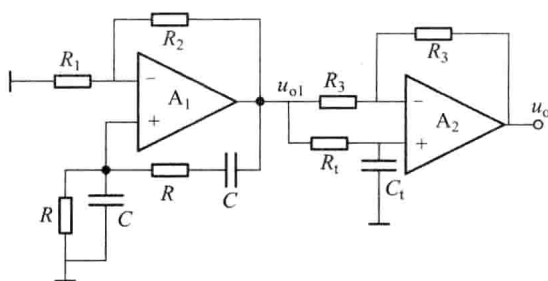 R₂
R₃
R₁
−
A₁
+
uₒ₁
R₃
−
A₂
+
uₒ
Rₜ
Cₜ
R
C
R
C